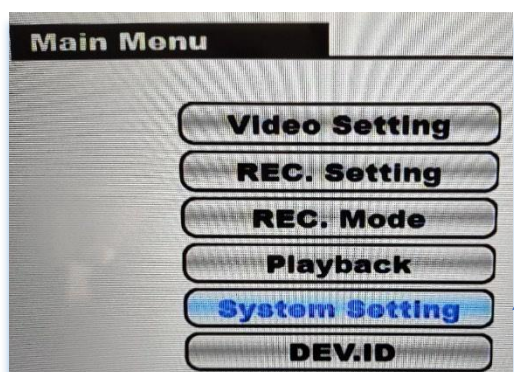 Main Menu
Video Setting
REC. Setting
REC. Mode
Playback
System Setting
DEV.ID